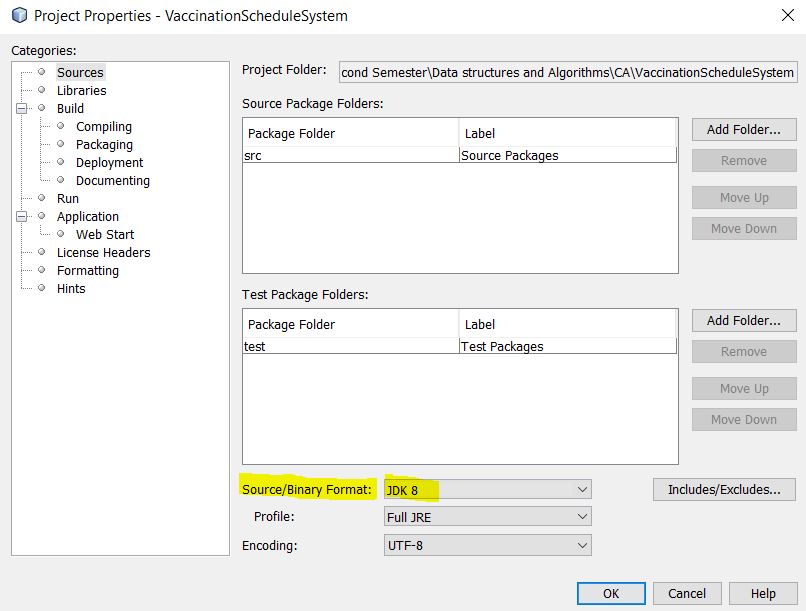 Project Properties - VaccinationScheduleSystem
Categories:
Sources
Libraries
Build
Compiling
Packaging
Deployment
Documenting
Run
Application
Web Start
License Headers
Formatting
Hints
Project Folder: cond Semester\Data structures and Algorithms\CA\VaccinationScheduleSystem
Source Package Folders:
Package Folder Label
src Source Packages
Add Folder...
Remove
Move Up
Move Down
Test Package Folders:
Package Folder Label
test Test Packages
Add Folder...
Remove
Move Up
Move Down
Source/Binary Format: JDK 8 Includes/Excludes...
Profile: Full JRE
Encoding: UTF-8
OK Cancel Help